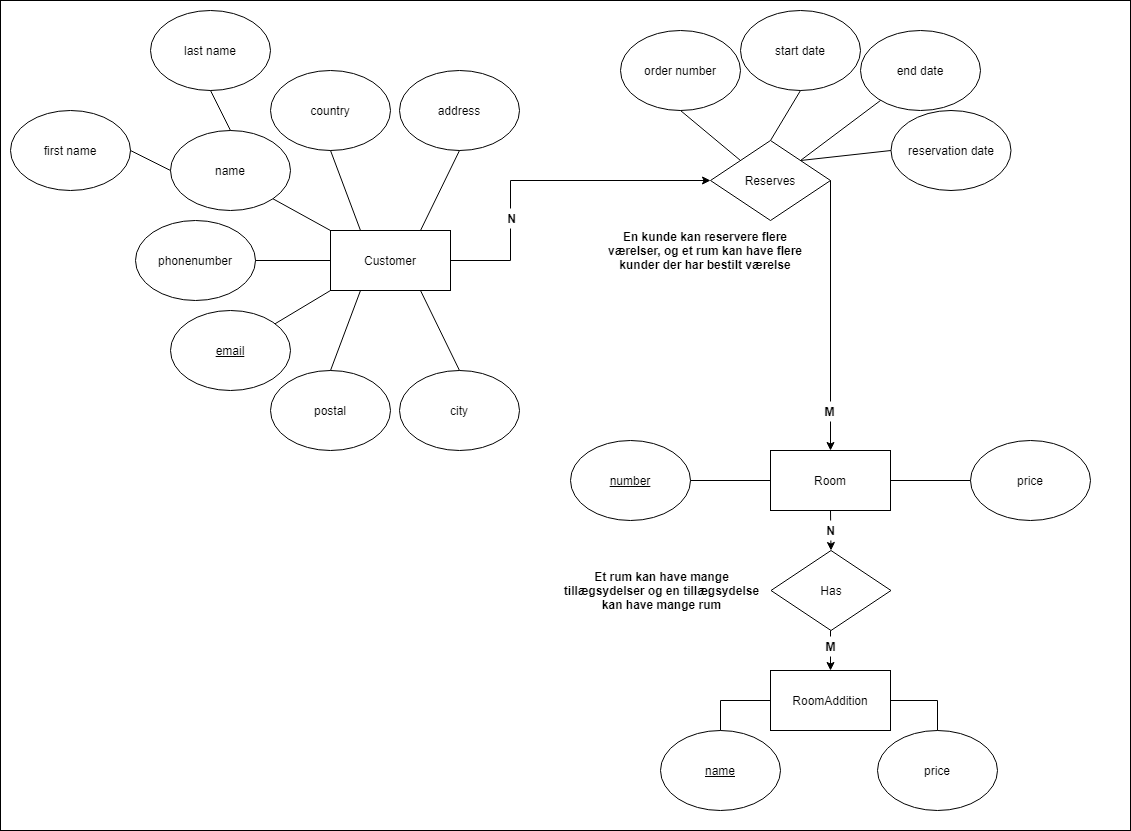 last name
start date
order number
end date
country
address
first name
reservation date
name
Reserves
N
En kunde kan reservere flere
værelser, og et rum kan have flere
kunder der har bestilt værelse
phonenumber
Customer
email
postal
city
M
number
Room
price
N
Et rum kan have mange
tillægsydelser og en tillægsydelse
kan have mange rum
Has
M
RoomAddition
name
price